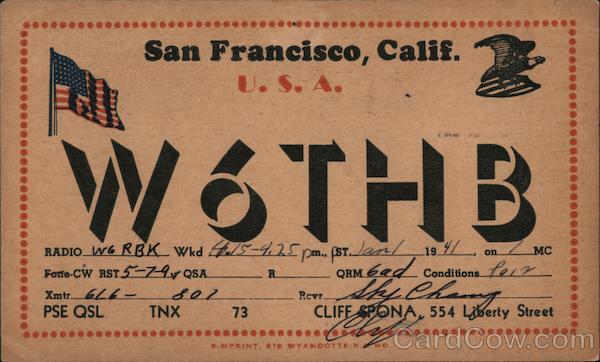 San Francisco, Calif.
U. S. A.
W6THB
RADIO W6RBK Wkd 4.15-4.25 pm., PST. Jan 1 1941, on 7 MC
Fone-CW RST 5-7-9 QSA R QRM bad Conditions Fair
Xmtr 6L6 - 807 Rcvr Sky Champ
PSE QSL TNX 73 CLIFF SPONA, 554 Liberty Street
Cliff
CardCow.com